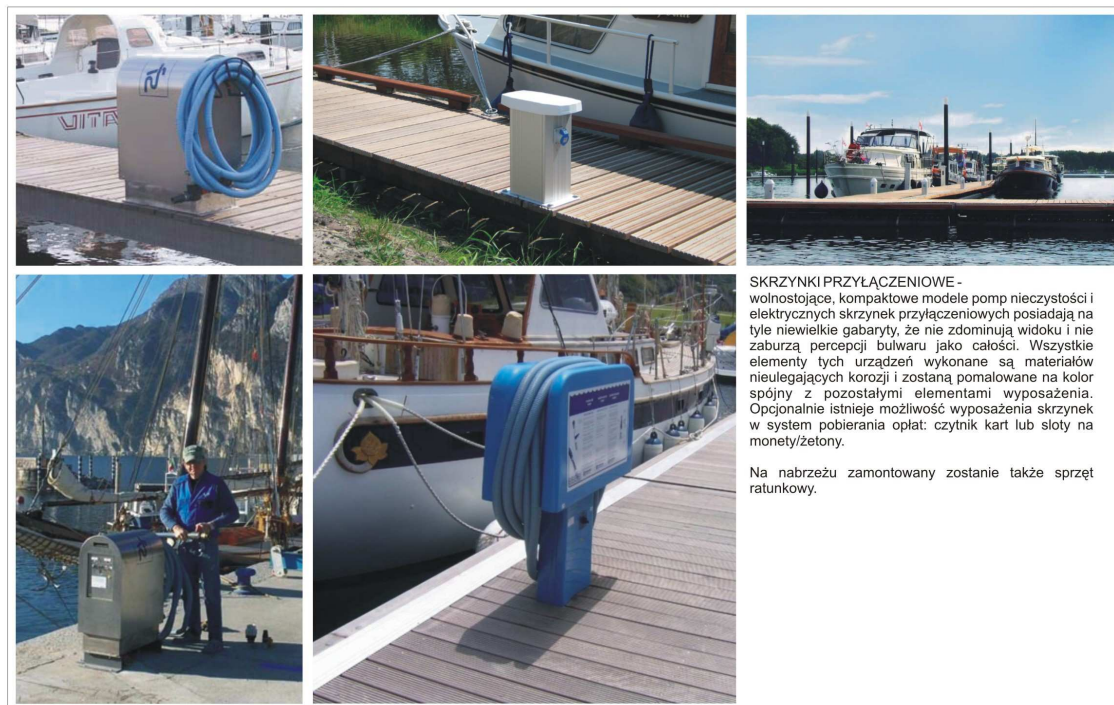 VITA
SKRZYNKI PRZYŁĄCZENIOWE -
wolnostojące, kompaktowe modele pomp nieczystości i
elektrycznych skrzynek przyłączeniowych posiadają na
tyle niewielkie gabaryty, że nie zdominują widoku i nie
zaburzą percepcji bulwaru jako całości. Wszystkie
elementy tych urządzeń wykonane są materiałów
nieulegających korozji i zostaną pomalowane na kolor
spójny z pozostałymi elementami wyposażenia.
Opcjonalnie istnieje możliwość wyposażenia skrzynek
w system pobierania opłat: czytnik kart lub sloty na
monety/żetony.
Na nabrzeżu zamontowany zostanie także sprzęt
ratunkowy.